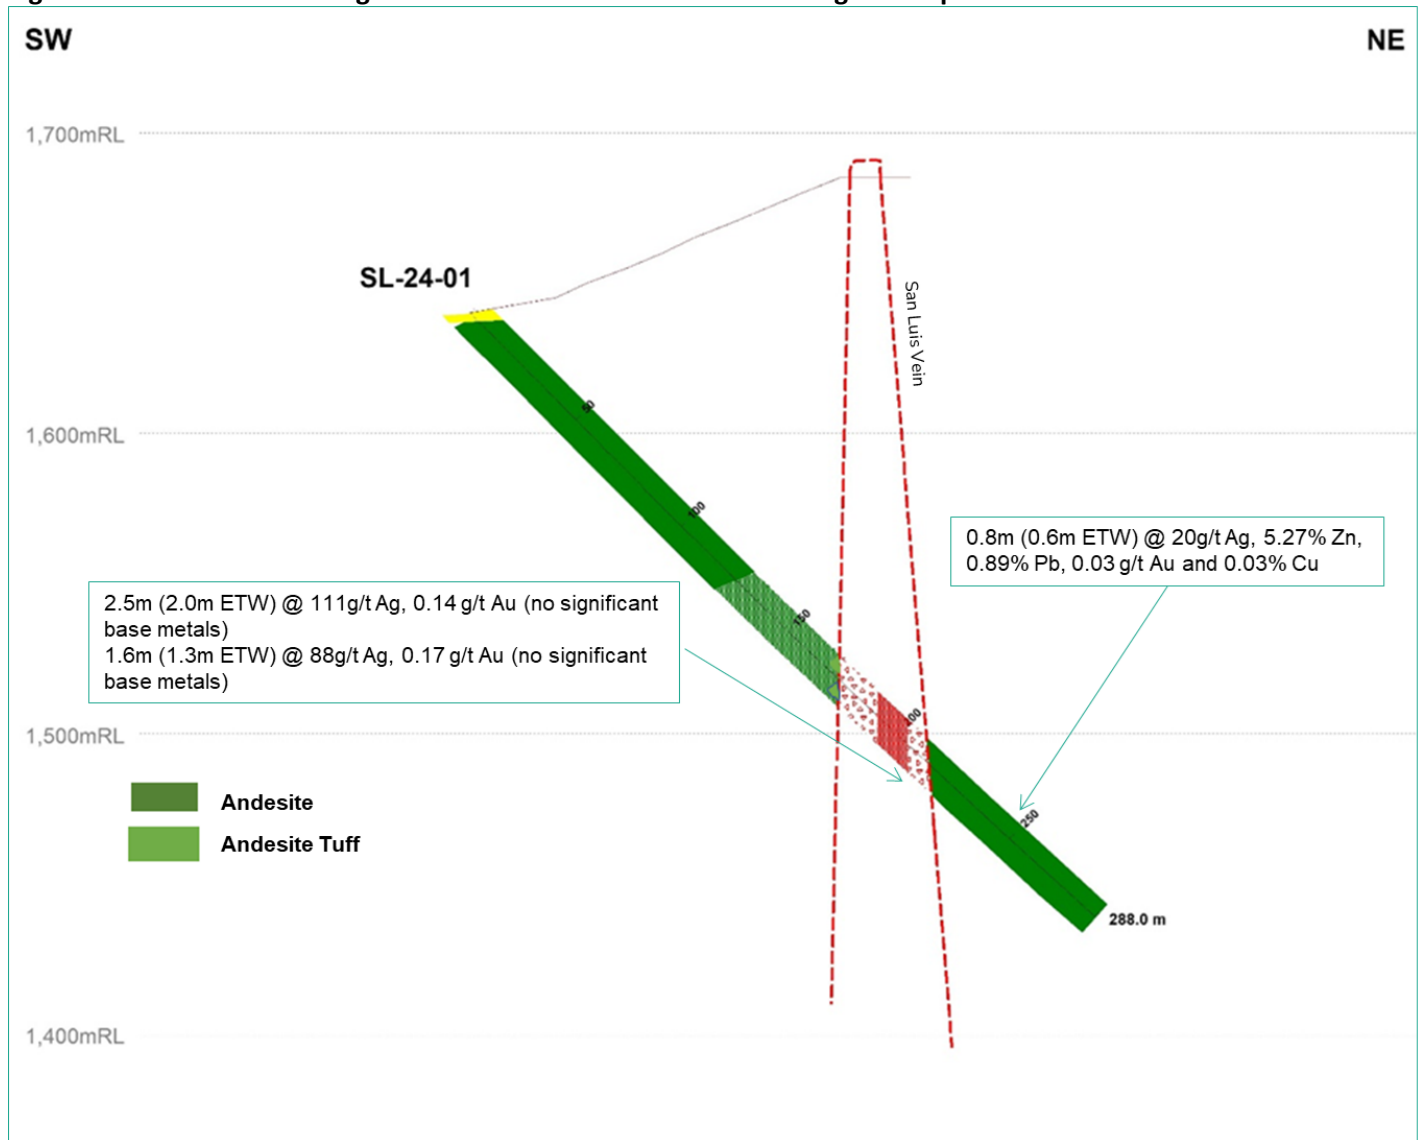 SW
NE
1,700mRL
SL-24-01
San Luis Vein
50
1,600mRL
100
0.8m (0.6m ETW) @ 20g/t Ag, 5.27% Zn,
0.89% Pb, 0.03 g/t Au and 0.03% Cu
2.5m (2.0m ETW) @ 111g/t Ag, 0.14 g/t Au (no significant
base metals)
1.6m (1.3m ETW) @ 88g/t Ag, 0.17 g/t Au (no significant
base metals)
150
200
1,500mRL
250
Andesite
Andesite Tuff
288.0 m
1,400mRL